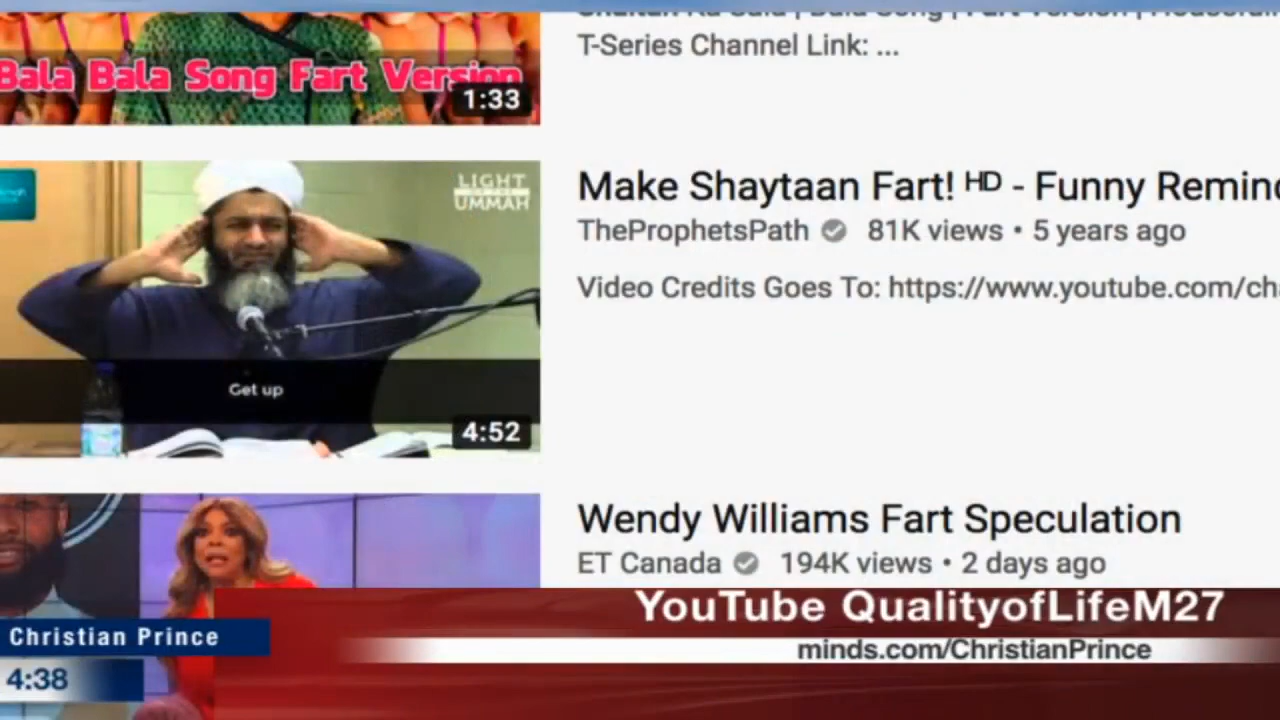 T-Series Channel Link: ...
Bala Bala Song Fart Version
1:33
LIGHT
UMMAH
Make Shaytaan Fart! HD - Funny Remind
TheProphetsPath 81K views • 5 years ago
Video Credits Goes To: https://www.youtube.com/ch
Get up
4:52
Wendy Williams Fart Speculation
ET Canada 194K views • 2 days ago
YouTube QualityofLifeM27
Christian Prince
minds.com/ChristianPrince
4:38